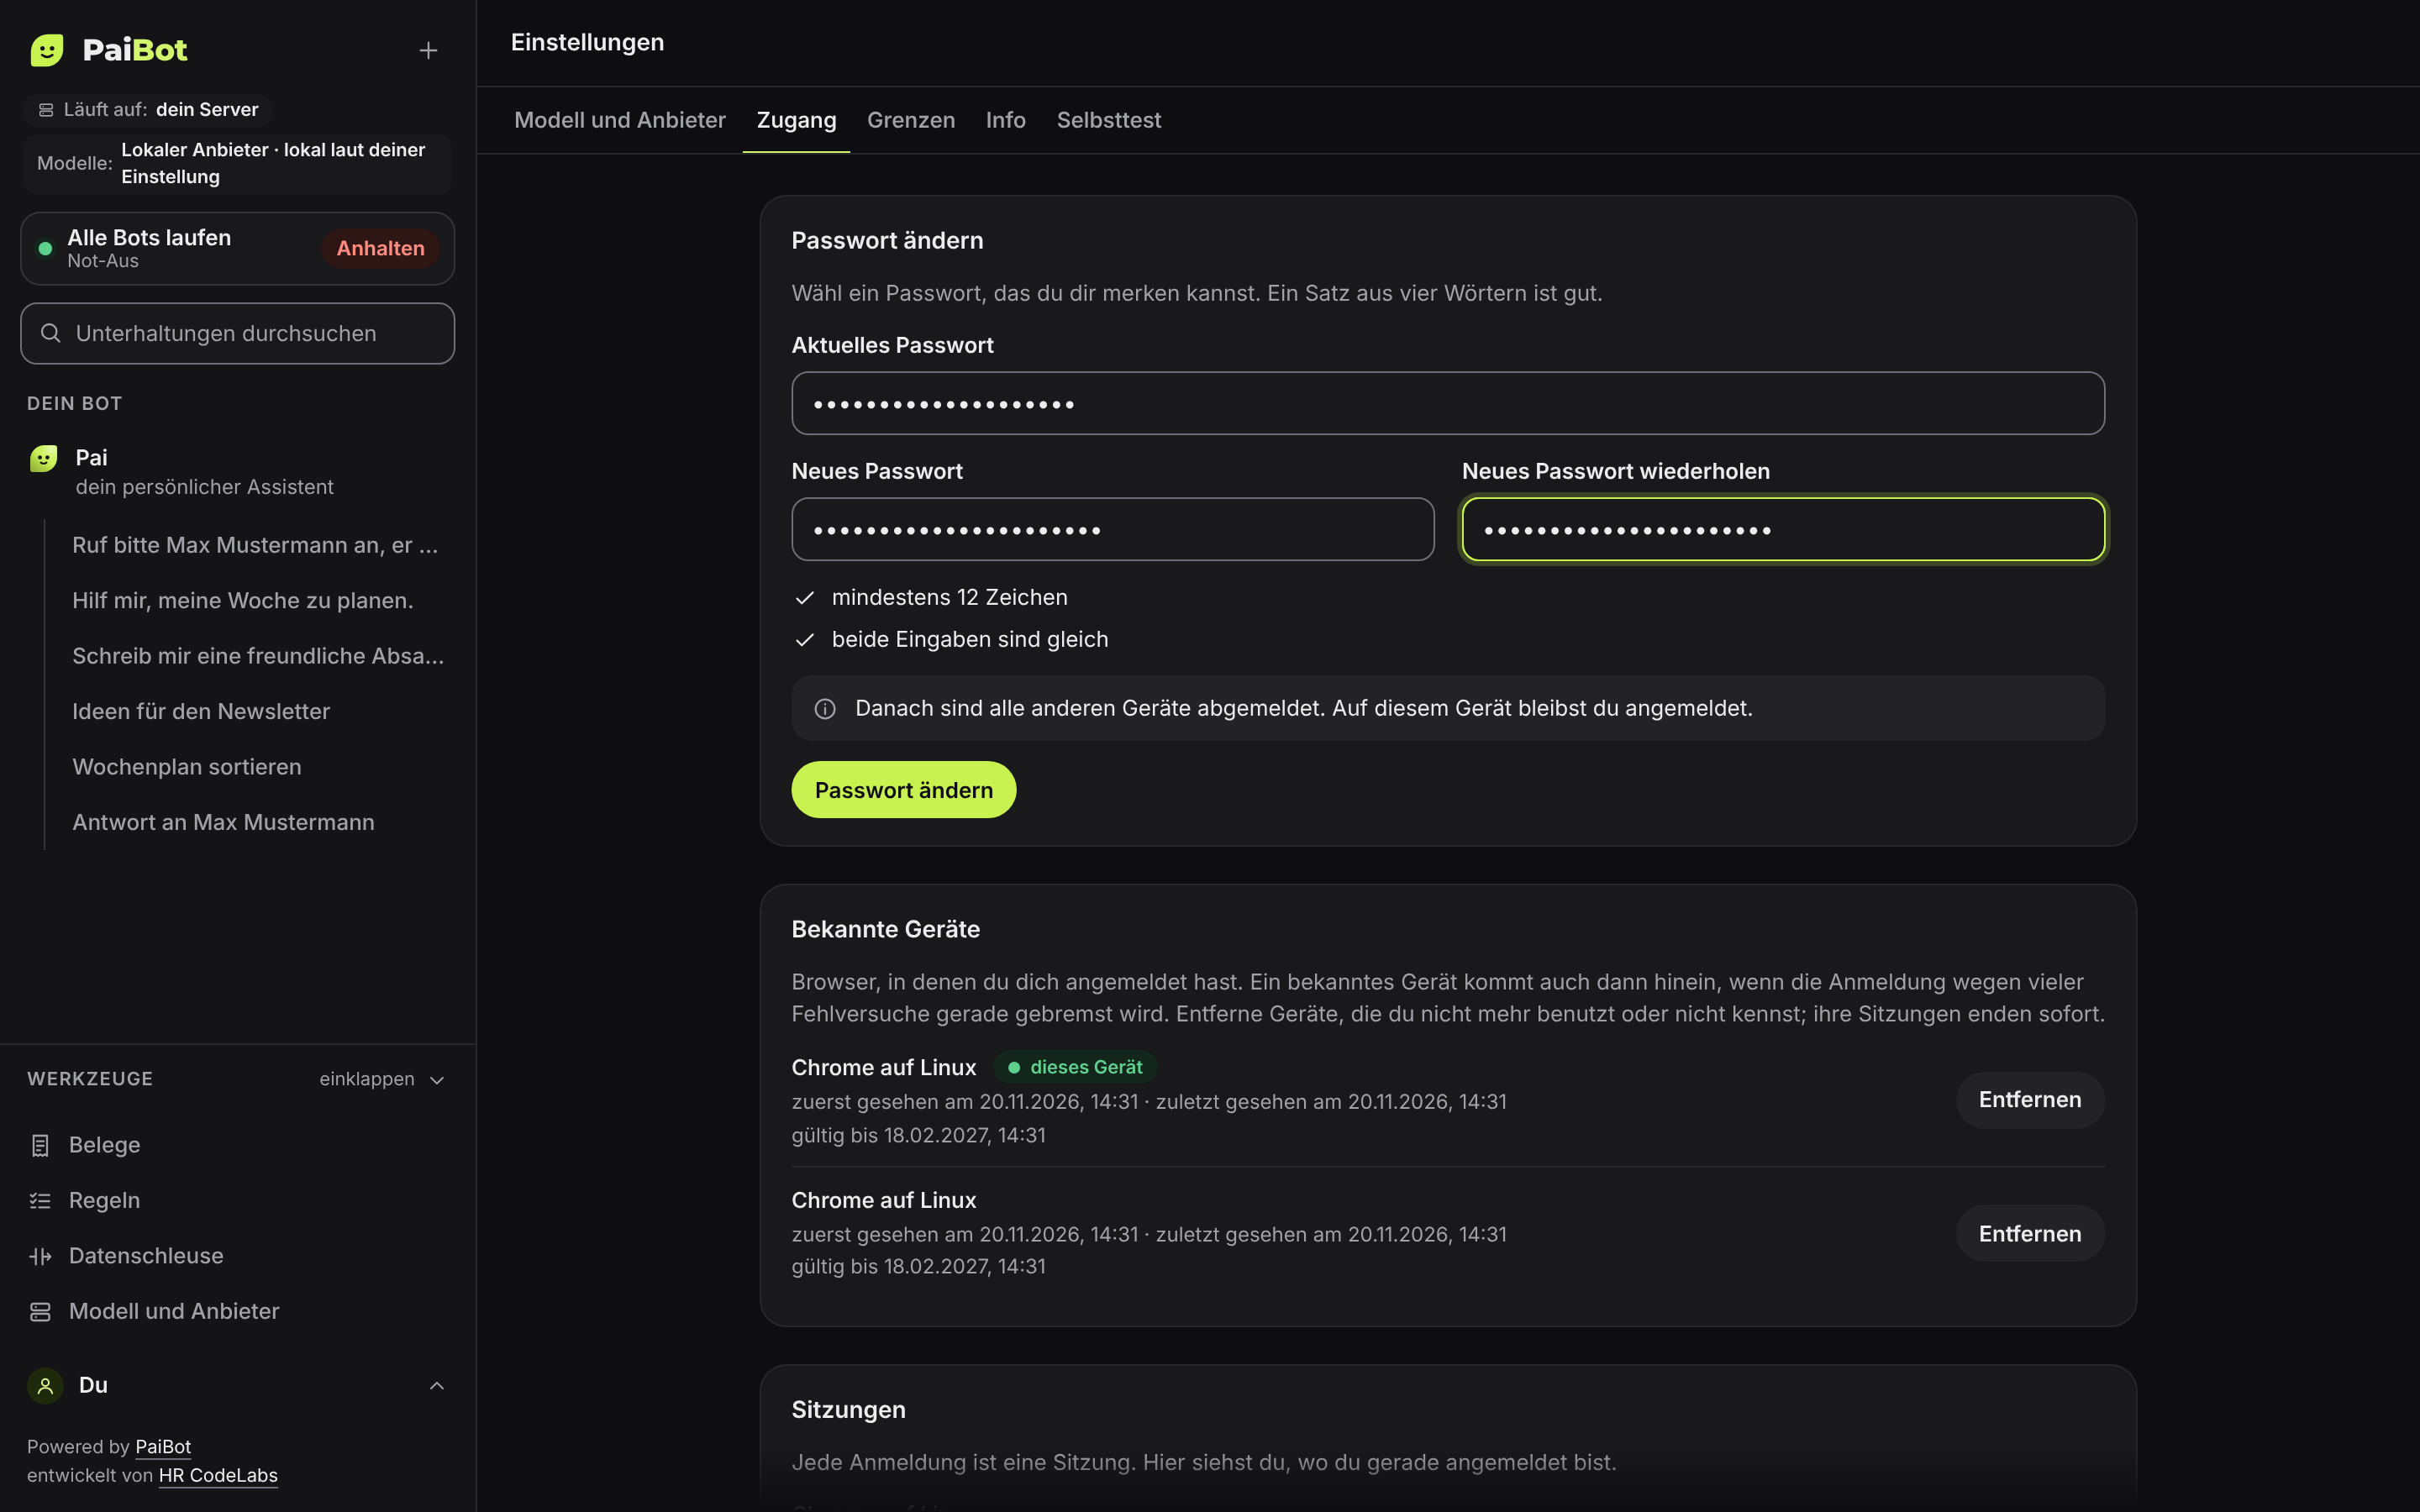 PaiBot
Läuft auf: dein Server
Modelle: Lokaler Anbieter · lokal laut deiner
Einstellung
Alle Bots laufen
Not-Aus
Anhalten
Unterhaltungen durchsuchen
DEIN BOT
Pai
dein persönlicher Assistent
Ruf bitte Max Mustermann an, er ...
Hilf mir, meine Woche zu planen.
Schreib mir eine freundliche Absa...
Ideen für den Newsletter
Wochenplan sortieren
Antwort an Max Mustermann
WERKZEUGE
einklappen
Belege
Regeln
Datenschleuse
Modell und Anbieter
Du
Powered by PaiBot
entwickelt von HR CodeLabs
Einstellungen
Modell und Anbieter
Zugang
Grenzen
Info
Selbsttest
Passwort ändern
Wähl ein Passwort, das du dir merken kannst. Ein Satz aus vier Wörtern ist gut.
Aktuelles Passwort
Neues Passwort
Neues Passwort wiederholen
mindestens 12 Zeichen
beide Eingaben sind gleich
Danach sind alle anderen Geräte abgemeldet. Auf diesem Gerät bleibst du angemeldet.
Passwort ändern
Bekannte Geräte
Browser, in denen du dich angemeldet hast. Ein bekanntes Gerät kommt auch dann hinein, wenn die Anmeldung wegen vieler
Fehlversuche gerade gebremst wird. Entferne Geräte, die du nicht mehr benutzt oder nicht kennst; ihre Sitzungen enden sofort.
Chrome auf Linux
dieses Gerät
zuerst gesehen am 20.11.2026, 14:31 · zuletzt gesehen am 20.11.2026, 14:31
gültig bis 18.02.2027, 14:31
Entfernen
Chrome auf Linux
zuerst gesehen am 20.11.2026, 14:31 · zuletzt gesehen am 20.11.2026, 14:31
gültig bis 18.02.2027, 14:31
Entfernen
Sitzungen
Jede Anmeldung ist eine Sitzung. Hier siehst du, wo du gerade angemeldet bist.